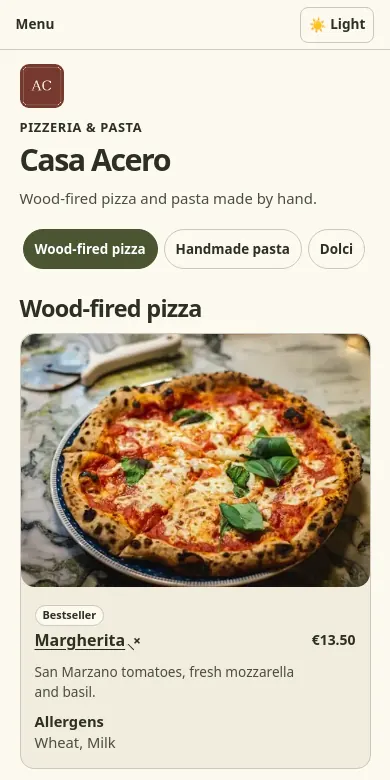 Menu
☀️ Light
AC
PIZZERIA & PASTA
Casa Acero
Wood-fired pizza and pasta made by hand.
Wood-fired pizza
Handmade pasta
Dolci
Wood-fired pizza
Bestseller
Margherita
€13.50
San Marzano tomatoes, fresh mozzarella
and basil.
Allergens
Wheat, Milk